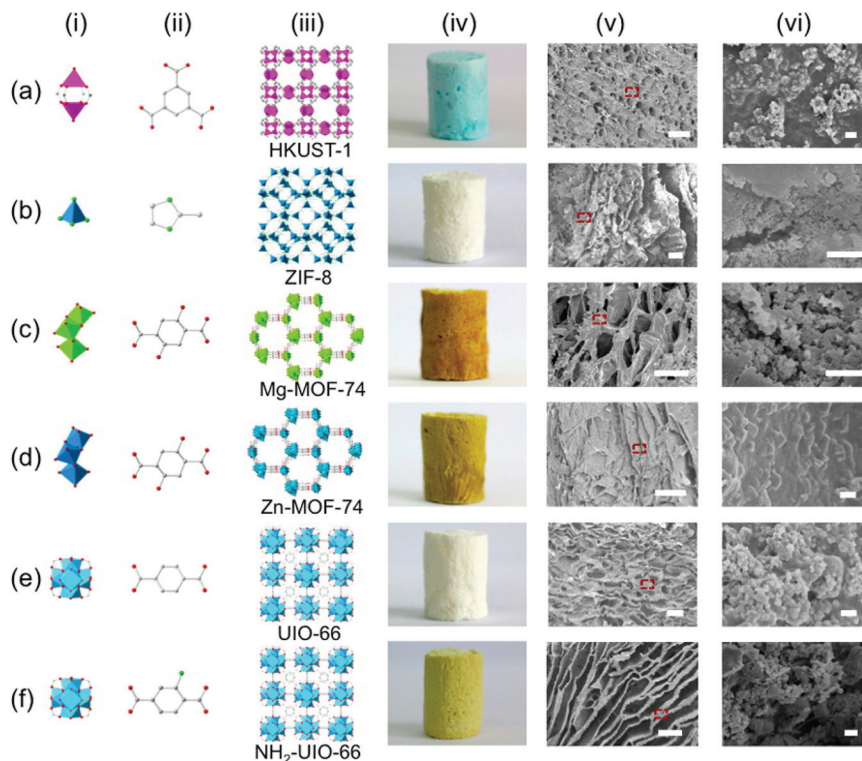 (i) (ii) (iii) (iv) (v) (vi)
(a)
HKUST-1
(b)
ZIF-8
(c)
Mg-MOF-74
(d)
Zn-MOF-74
(e)
UIO-66
(f)
NH₂-UIO-66